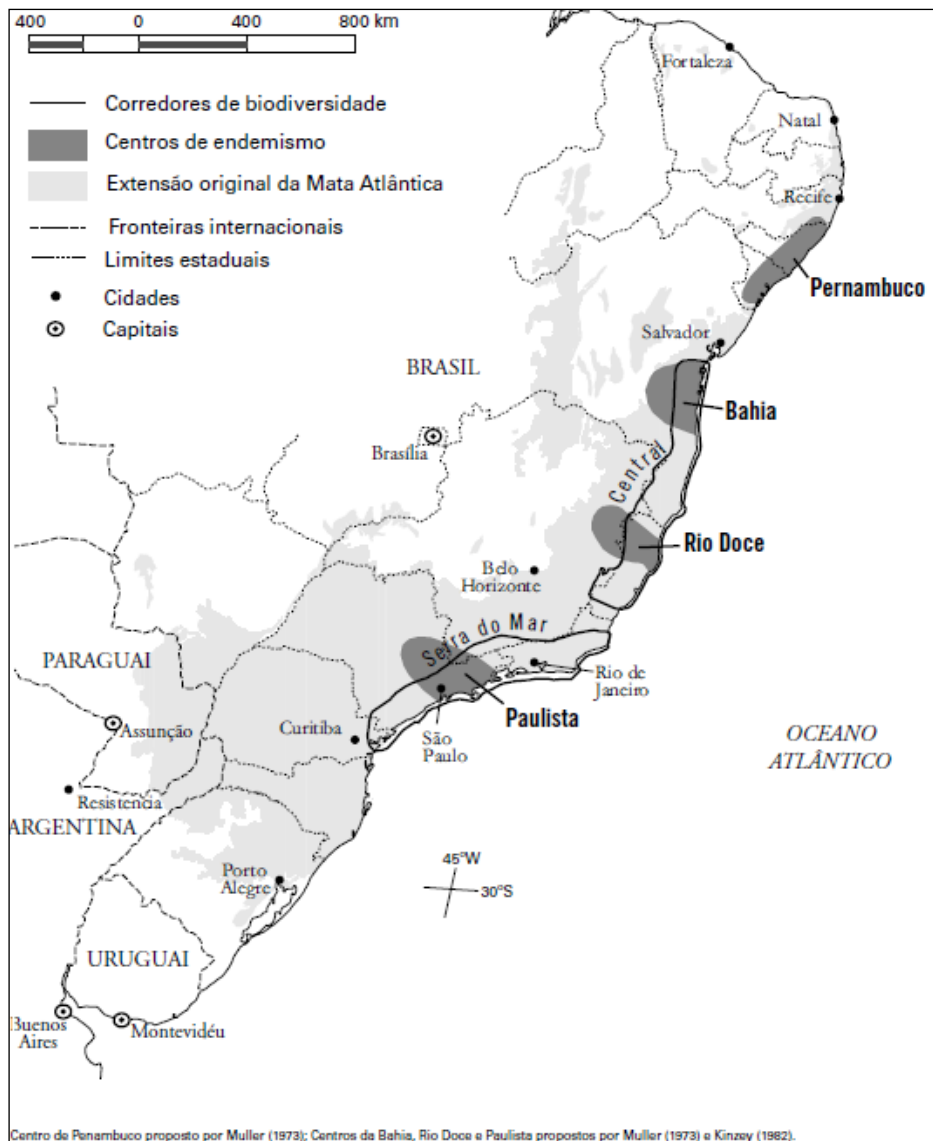 400 0 400 800 km
Corredores de biodiversidade
Centros de endemismo
Extensão original da Mata Atlântica
Fronteiras internacionais
Limites estaduais
Cidades
Capitais
Fortaleza
Natal
Recife
Pernambuco
Salvador
BRASIL
Bahia
Brasília
Central
Rio Doce
Belo
Horizonte
Serra do Mar
PARAGUAI
Rio de
Janeiro
Paulista
Assunção
Curitiba
São
Paulo
OCEANO
ATLÂNTICO
Resistencia
ARGENTINA
45°W
30°S
Porto
Alegre
URUGUAI
Buenos
Aires
Montevidéu
Centro de Penambuco proposto por Muller (1973); Centros da Bahia, Rio Doce e Paulista propostos por Muller (1973) e Kinzey (1982).